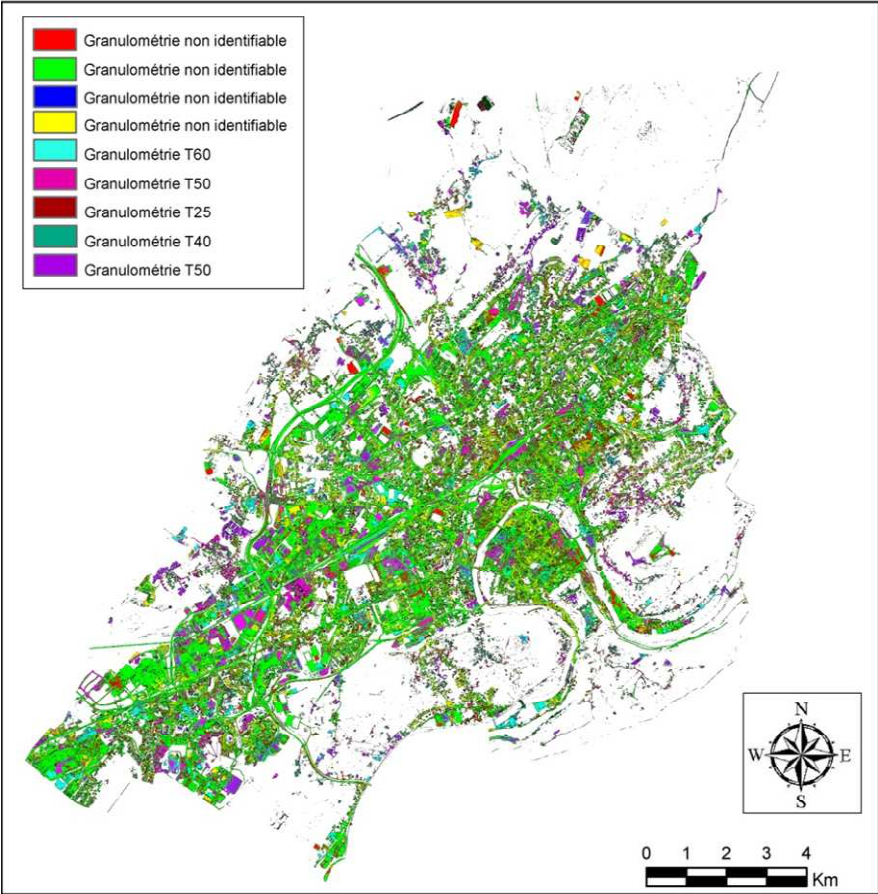 Granulométrie non identifiable
Granulométrie non identifiable
Granulométrie non identifiable
Granulométrie non identifiable
Granulométrie T60
Granulométrie T50
Granulométrie T25
Granulométrie T40
Granulométrie T50
N
W E
S
0 1 2 3 4
Km